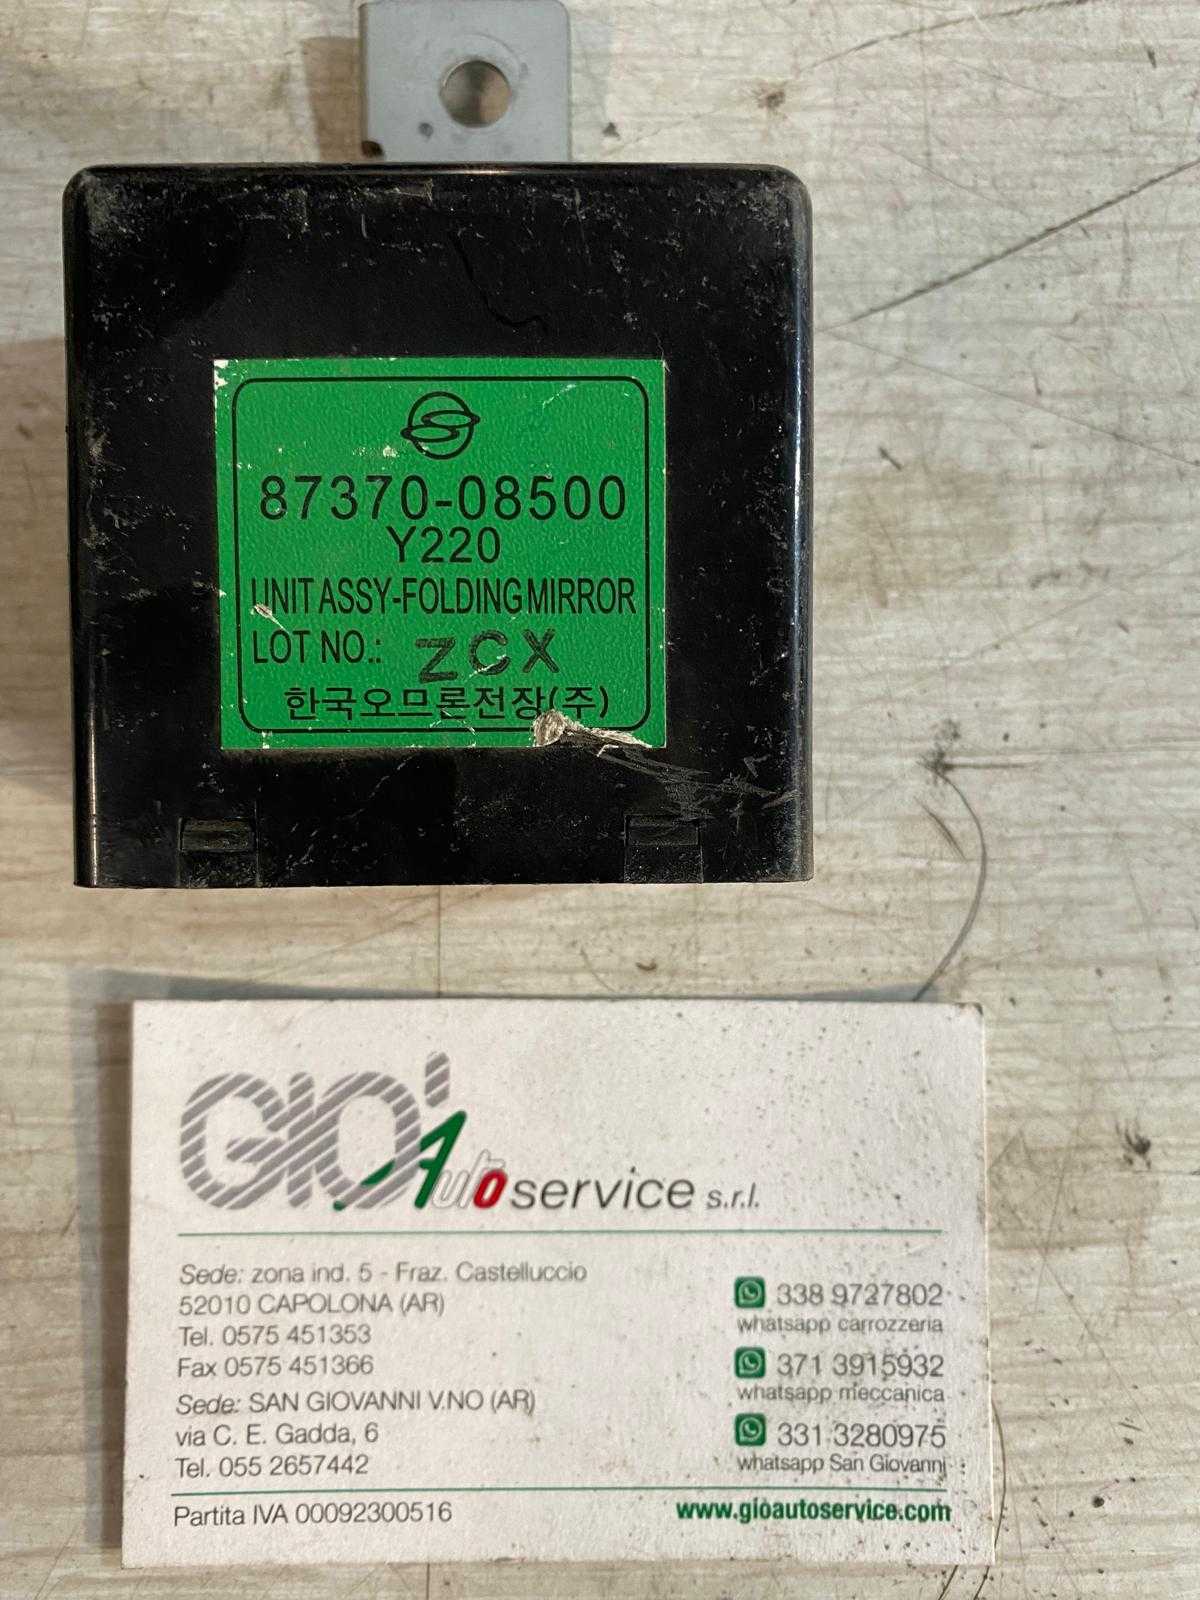 87370-08500
Y220
UNIT ASSY-FOLDING MIRROR
LOT NO.: ZCX
한국오므론전장(주)
GIO' Autoservice s.r.l.
Sede: zona ind. 5 - Fraz. Castelluccio
52010 CAPOLONA (AR)
Tel. 0575 451353
Fax 0575 451366
Sede: SAN GIOVANNI V.NO (AR)
via C. E. Gadda, 6
Tel. 055 2657442
338 9727802
whatsapp carrozzeria
371 3915932
whatsapp meccanica
331 3280975
whatsapp San Giovanni
Partita IVA 00092300516
www.gioautoservice.com